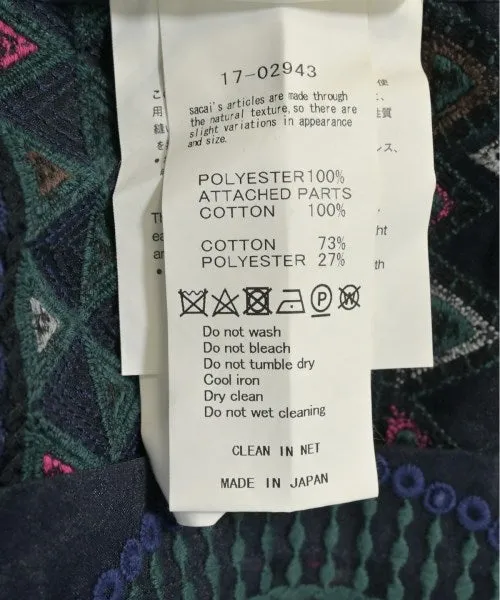 17-02943
sacai's articles are made through
the natural texture, so there are
slight variations in appearance
and size.
POLYESTER 100%
ATTACHED PARTS
COTTON 100%
COTTON 73%
POLYESTER 27%
Do not wash
Do not bleach
Do not tumble dry
Cool iron
Dry clean
Do not wet cleaning
CLEAN IN NET
MADE IN JAPAN